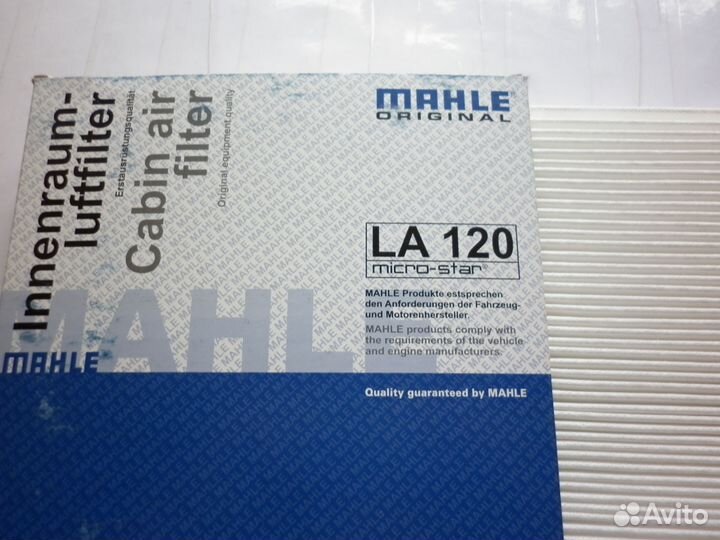 Innenraum-
luftfilter
Erstausrüstungsqualität
Cabin air
filter
Original equipment quality
MAHLE
ORIGINAL
LA 120
micro-star®
MAHLE Produkte estsprechen
den Anforderungen der Fahrzeug-
und Motorenhersteller.
MAHLE products comply with
the requirements of the vehicle
and engine manufacturers.
MAHLE
MAHLE
Quality guaranteed by MAHLE
Avito